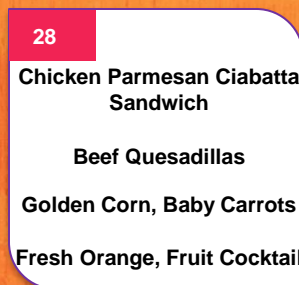 28
Chicken Parmesan Ciabatta
Sandwich
Beef Quesadillas
Golden Corn, Baby Carrots
Fresh Orange, Fruit Cocktail